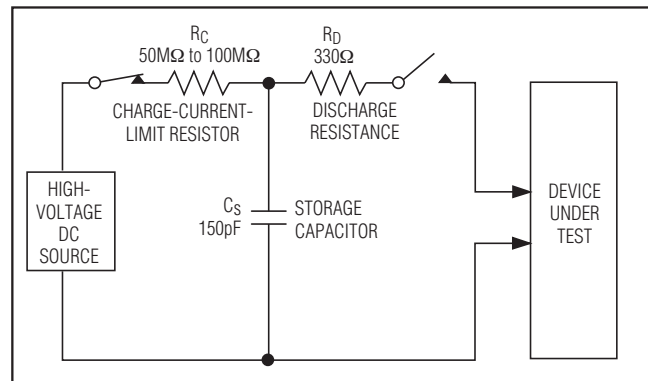 RC
50MΩ to 100MΩ
CHARGE-CURRENT-
LIMIT RESISTOR
RD
330Ω
DISCHARGE
RESISTANCE
HIGH-
VOLTAGE
DC
SOURCE
CS
150pF
STORAGE
CAPACITOR
DEVICE
UNDER
TEST